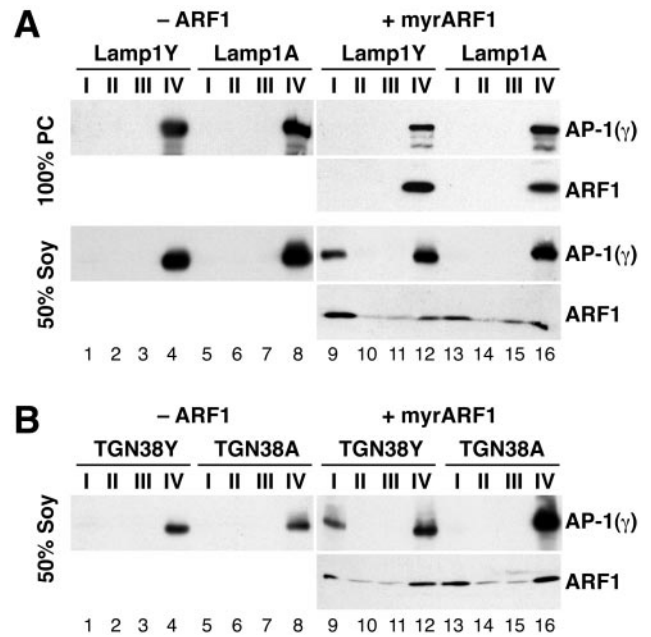 A
– ARF1 + myrARF1
Lamp1Y Lamp1A Lamp1Y Lamp1A
I II III IV I II III IV I II III IV I II III IV
100% PC
AP-1(γ)
ARF1
50% Soy
AP-1(γ)
ARF1
1 2 3 4 5 6 7 8 9 10 11 12 13 14 15 16
B
– ARF1 + myrARF1
TGN38Y TGN38A TGN38Y TGN38A
I II III IV I II III IV I II III IV I II III IV
50% Soy
AP-1(γ)
ARF1
1 2 3 4 5 6 7 8 9 10 11 12 13 14 15 16